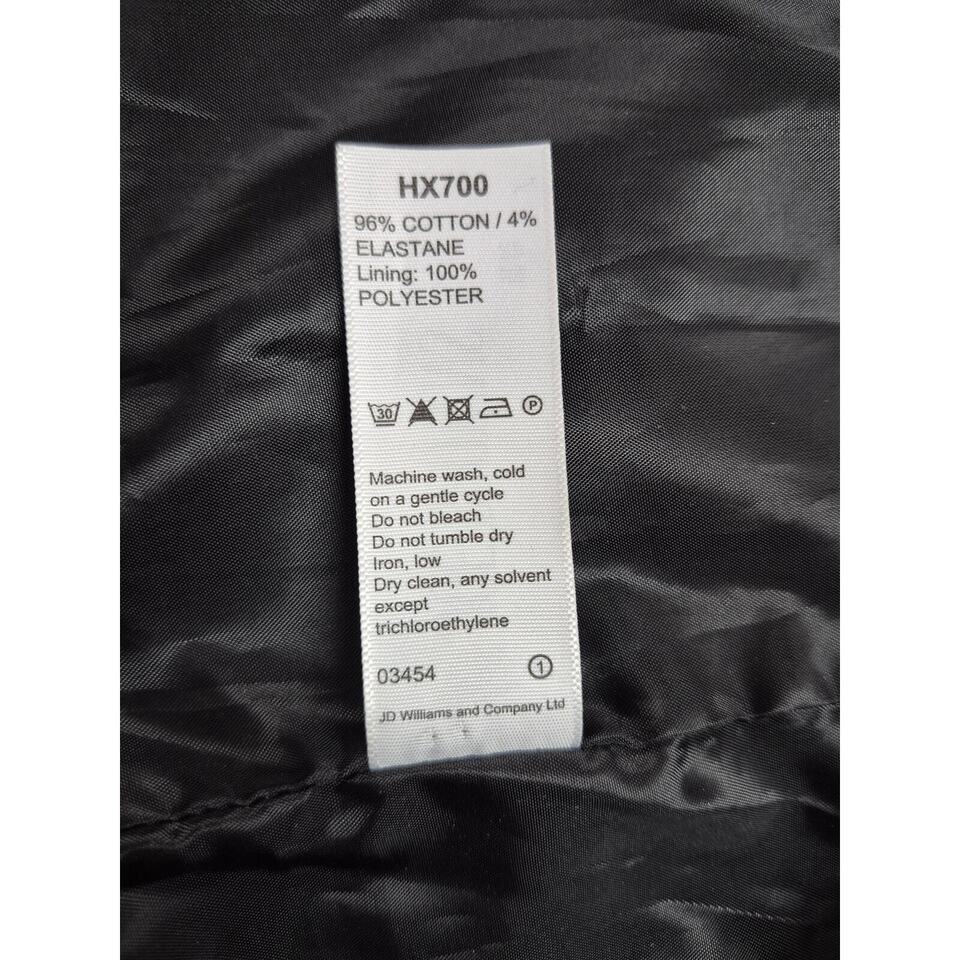 HX700
96% COTTON / 4%
ELASTANE
Lining: 100%
POLYESTER
30
P
Machine wash, cold
on a gentle cycle
Do not bleach
Do not tumble dry
Iron, low
Dry clean, any solvent
except
trichloroethylene
03454 1
JD Williams and Company Ltd